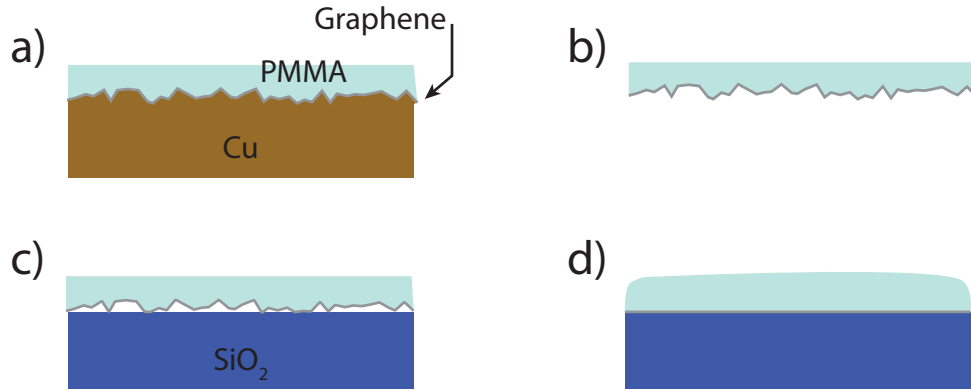 Graphene
a)
PMMA
Cu
b)
c)
SiO₂
d)